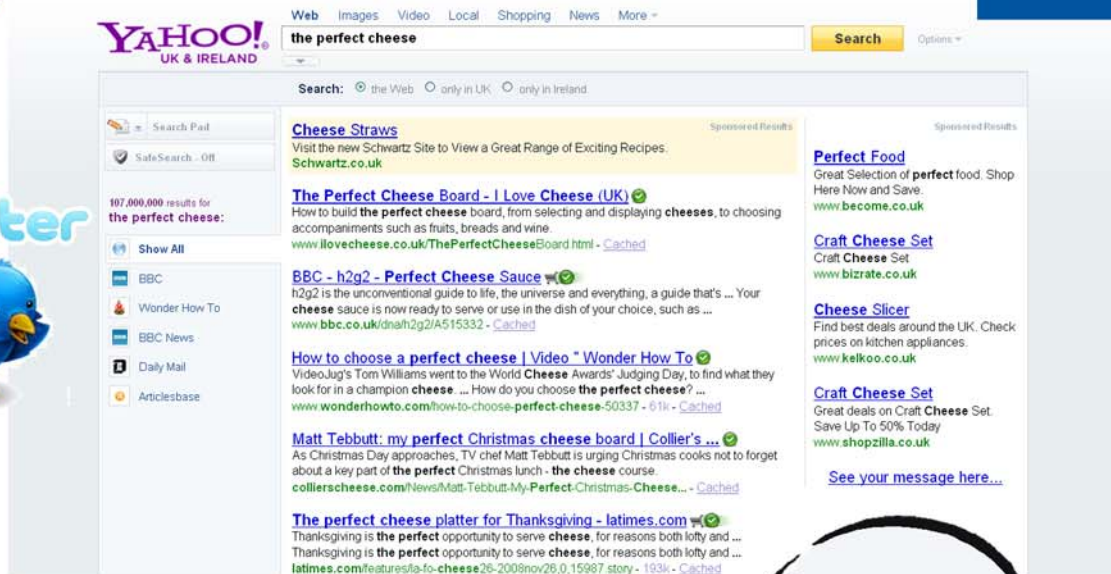 Web Images Video Local Shopping News More
YAHOO!
UK & IRELAND
the perfect cheese
Search
Options
Search: the Web only in UK only in Ireland
Search Pad
SafeSearch - Off
107,000,000 results for
the perfect cheese:
Show All
BBC
Wonder How To
BBC News
Daily Mail
Articlesbase
ter
Cheese Straws
Sponsored Results
Visit the new Schwartz Site to View a Great Range of Exciting Recipes.
Schwartz.co.uk
The Perfect Cheese Board - I Love Cheese (UK)
How to build the perfect cheese board, from selecting and displaying cheeses, to choosing
accompaniments such as fruits, breads and wine.
www.ilovecheese.co.uk/ThePerfectCheeseBoard.html - Cached
BBC - h2g2 - Perfect Cheese Sauce
h2g2 is the unconventional guide to life, the universe and everything, a guide that's ... Your
cheese sauce is now ready to serve or use in the dish of your choice, such as ...
www.bbc.co.uk/dna/h2g2/A515332 - Cached
How to choose a perfect cheese | Video " Wonder How To
VideoJug's Tom Williams went to the World Cheese Awards' Judging Day, to find what they
look for in a champion cheese. ... How do you choose the perfect cheese? ...
www.wonderhowto.com/how-to-choose-perfect-cheese-50337 - 61k - Cached
Matt Tebbutt: my perfect Christmas cheese board | Collier's ...
As Christmas Day approaches, TV chef Matt Tebbutt is urging Christmas cooks not to forget
about a key part of the perfect Christmas lunch - the cheese course.
collierscheese.com/News/Matt-Tebbutt-My-Perfect-Christmas-Cheese... - Cached
The perfect cheese platter for Thanksgiving - latimes.com
Thanksgiving is the perfect opportunity to serve cheese, for reasons both lofty and ...
Thanksgiving is the perfect opportunity to serve cheese, for reasons both lofty and ...
latimes.com/features/la-fo-cheese26-2008nov26,0,15987.story - 193k - Cached
Sponsored Results
Perfect Food
Great Selection of perfect food. Shop
Here Now and Save.
www.become.co.uk
Craft Cheese Set
Craft Cheese Set
www.bizrate.co.uk
Cheese Slicer
Find best deals around the UK. Check
prices on kitchen appliances.
www.kelkoo.co.uk
Craft Cheese Set
Great deals on Craft Cheese Set.
Save Up To 50% Today
www.shopzilla.co.uk
See your message here...